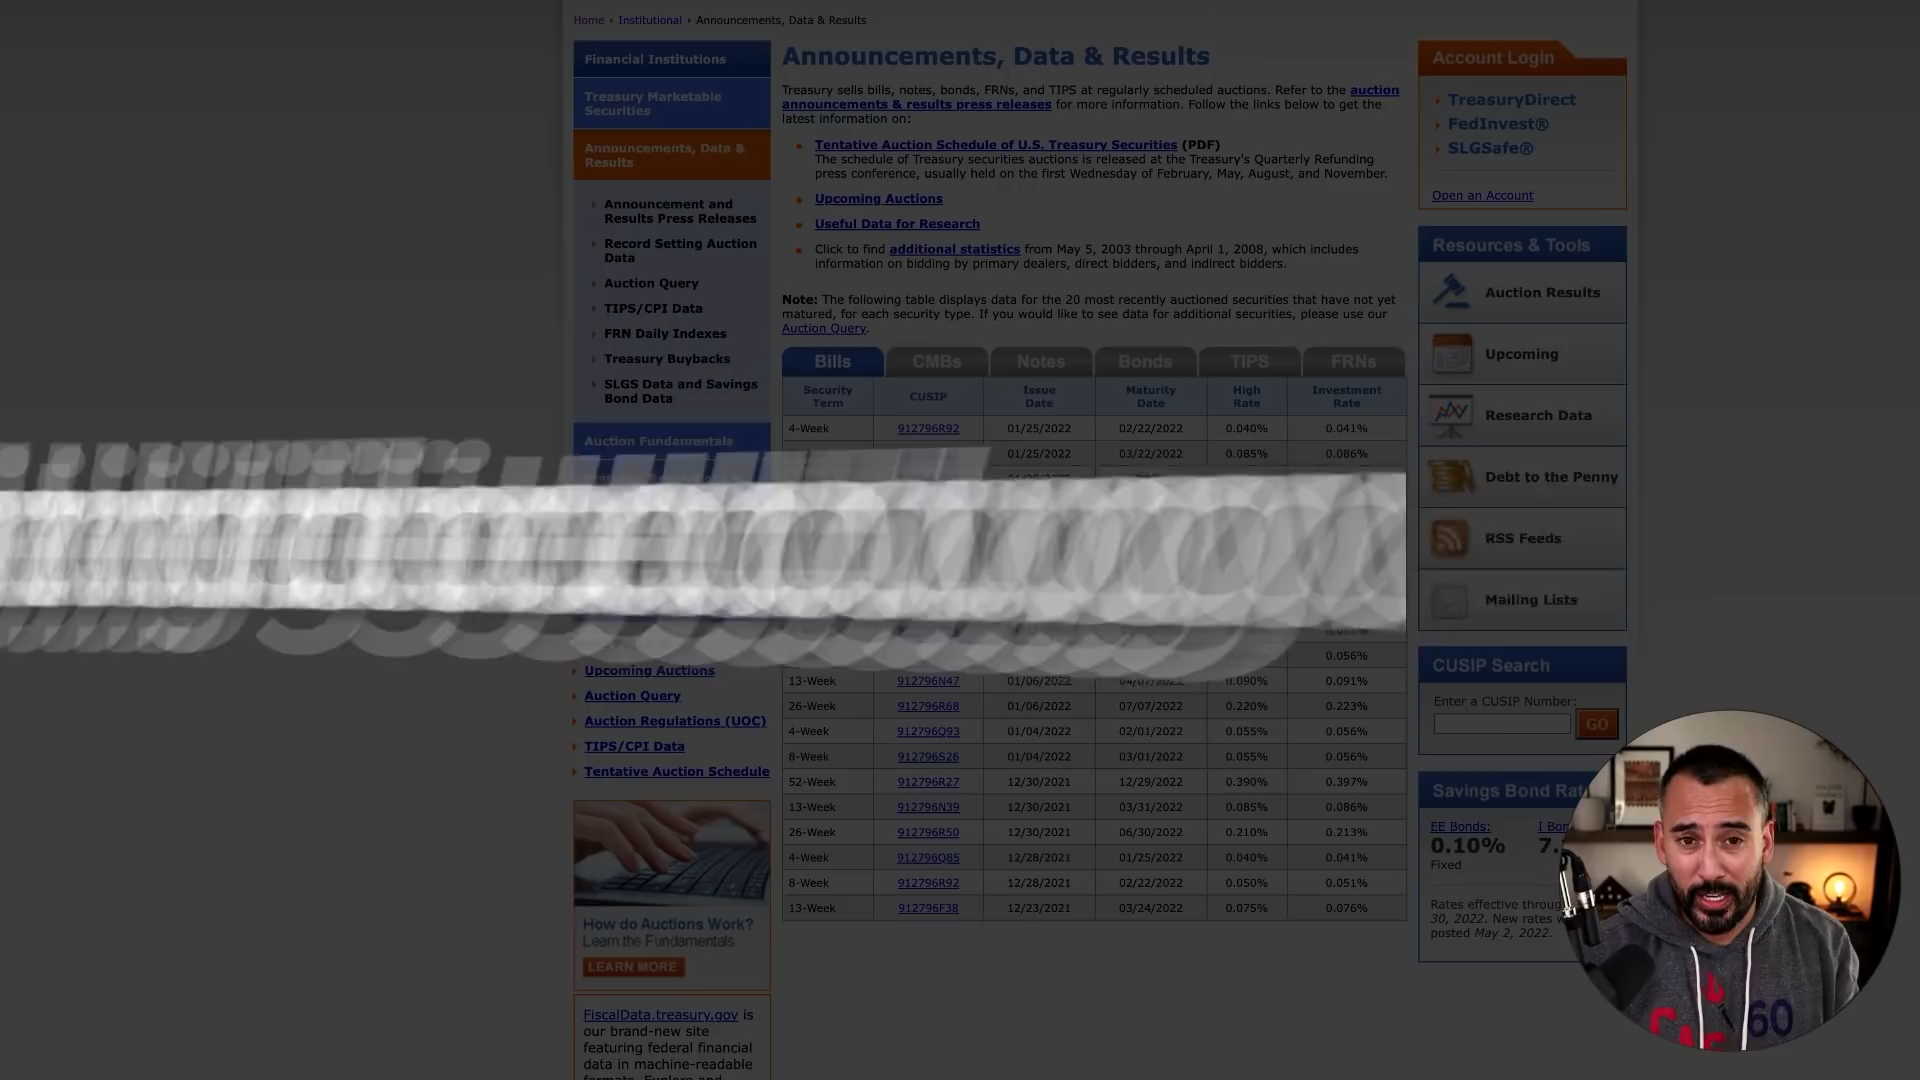 Home › Institutional › Announcements, Data & Results
Financial Institutions
Treasury Marketable
Securities
Announcements, Data &
Results
Announcement and
Results Press Releases
Record Setting Auction
Data
Auction Query
TIPS/CPI Data
FRN Daily Indexes
Treasury Buybacks
SLGS Data and Savings
Bond Data
Auction Fundamentals
Upcoming Auctions
Auction Query
Auction Regulations (UOC)
TIPS/CPI Data
Tentative Auction Schedule
How do Auctions Work?
Learn the Fundamentals
LEARN MORE
FiscalData.treasury.gov is
our brand-new site
featuring federal financial
data in machine-readable
Announcements, Data & Results
Treasury sells bills, notes, bonds, FRNs, and TIPS at regularly scheduled auctions. Refer to the auction
announcements & results press releases for more information. Follow the links below to get the
latest information on:
Tentative Auction Schedule of U.S. Treasury Securities (PDF)
The schedule of Treasury securities auctions is released at the Treasury's Quarterly Refunding
press conference, usually held on the first Wednesday of February, May, August, and November.
Upcoming Auctions
Useful Data for Research
Click to find additional statistics from May 5, 2003 through April 1, 2008, which includes
information on bidding by primary dealers, direct bidders, and indirect bidders.
Note: The following table displays data for the 20 most recently auctioned securities that have not yet
matured, for each security type. If you would like to see data for additional securities, please use our
Auction Query.
Bills CMBs Notes Bonds TIPS FRNs
Security Term CUSIP Issue Date Maturity Date High Rate Investment Rate
4-Week 912796R92 01/25/2022 02/22/2022 0.040% 0.041%
01/25/2022 03/22/2022 0.085% 0.086%
0.056%
13-Week 912796N47 01/06/2022 04/07/2022 0.090% 0.091%
26-Week 912796R68 01/06/2022 07/07/2022 0.220% 0.223%
4-Week 912796Q93 01/04/2022 02/01/2022 0.055% 0.056%
8-Week 912796S26 01/04/2022 03/01/2022 0.055% 0.056%
52-Week 912796R27 12/30/2021 12/29/2022 0.390% 0.397%
13-Week 912796N39 12/30/2021 03/31/2022 0.085% 0.086%
26-Week 912796R50 12/30/2021 06/30/2022 0.210% 0.213%
4-Week 912796Q85 12/28/2021 01/25/2022 0.040% 0.041%
8-Week 912796R92 12/28/2021 02/22/2022 0.050% 0.051%
13-Week 912796F38 12/23/2021 03/24/2022 0.075% 0.076%
Account Login
TreasuryDirect
FedInvest®
SLGSafe®
Open an Account
Resources & Tools
Auction Results
Upcoming
Research Data
Debt to the Penny
RSS Feeds
Mailing Lists
CUSIP Search
Enter a CUSIP Number:
GO
Savings Bond Rat
EE Bonds: I Bon
0.10% 7.
Fixed
Rates effective throug
30, 2022. New rates w
posted May 2, 2022.
60